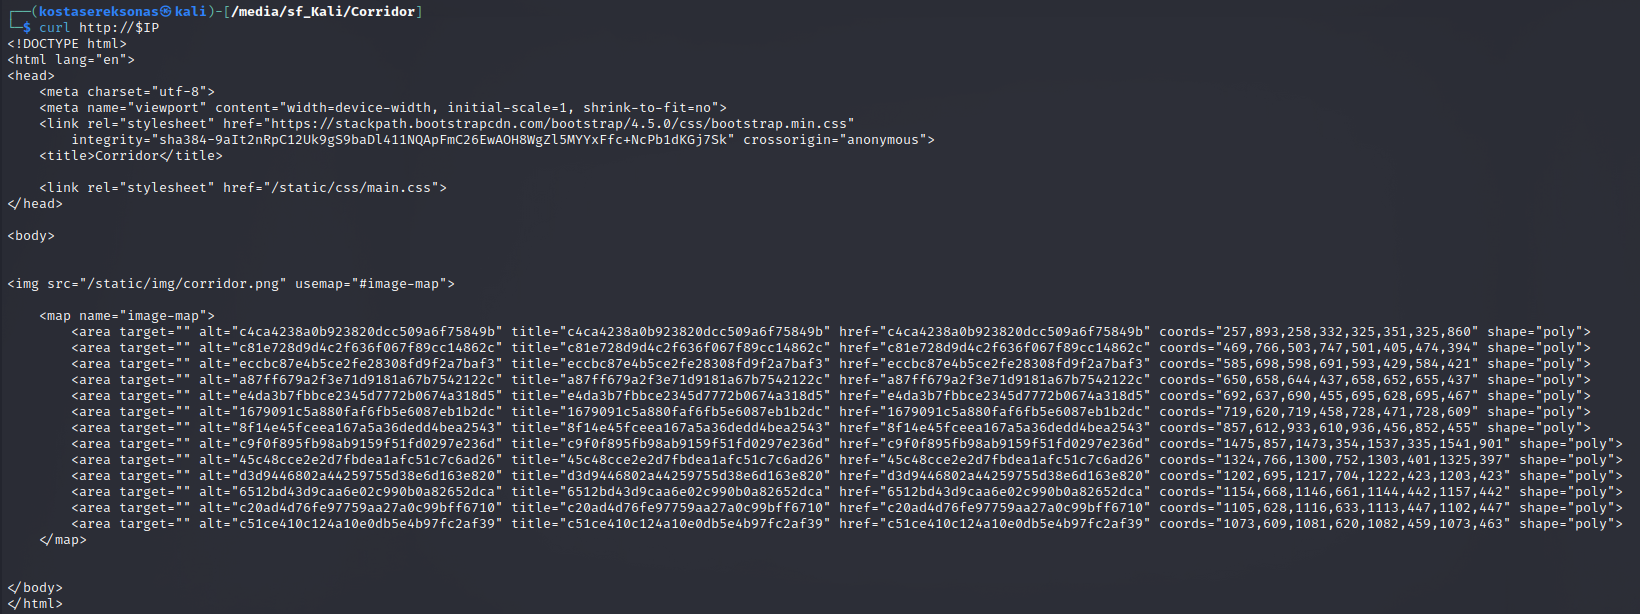 ┌──(kostasereksonas㉿kali)-[/media/sf_Kali/Corridor]
└─$ curl http://$IP
<!DOCTYPE html>
<html lang="en">
<head>
    <meta charset="utf-8">
    <meta name="viewport" content="width=device-width, initial-scale=1, shrink-to-fit=no">
    <link rel="stylesheet" href="https://stackpath.bootstrapcdn.com/bootstrap/4.5.0/css/bootstrap.min.css"
        integrity="sha384-9aIt2nRpC12Uk9gS9baDl411NQApFmC26EwAOH8WgZl5MYYxFfc+NcPb1dKGj7Sk" crossorigin="anonymous">
    <title>Corridor</title>
    <link rel="stylesheet" href="/static/css/main.css">
</head>
<body>
<img src="/static/img/corridor.png" usemap="#image-map">
    <map name="image-map">
        <area target="" alt="c4ca4238a0b923820dcc509a6f75849b" title="c4ca4238a0b923820dcc509a6f75849b" href="c4ca4238a0b923820dcc509a6f75849b" coords="257,893,258,332,325,351,325,860" shape="poly">
        <area target="" alt="c81e728d9d4c2f636f067f89cc14862c" title="c81e728d9d4c2f636f067f89cc14862c" href="c81e728d9d4c2f636f067f89cc14862c" coords="469,766,503,747,501,405,474,394" shape="poly">
        <area target="" alt="eccbc87e4b5ce2fe28308fd9f2a7baf3" title="eccbc87e4b5ce2fe28308fd9f2a7baf3" href="eccbc87e4b5ce2fe28308fd9f2a7baf3" coords="585,698,598,691,593,429,584,421" shape="poly">
        <area target="" alt="a87ff679a2f3e71d9181a67b7542122c" title="a87ff679a2f3e71d9181a67b7542122c" href="a87ff679a2f3e71d9181a67b7542122c" coords="650,658,644,437,658,652,655,437" shape="poly">
        <area target="" alt="e4da3b7fbbce2345d7772b0674a318d5" title="e4da3b7fbbce2345d7772b0674a318d5" href="e4da3b7fbbce2345d7772b0674a318d5" coords="692,637,690,455,695,628,695,467" shape="poly">
        <area target="" alt="1679091c5a880faf6fb5e6087eb1b2dc" title="1679091c5a880faf6fb5e6087eb1b2dc" href="1679091c5a880faf6fb5e6087eb1b2dc" coords="719,620,719,458,728,471,728,609" shape="poly">
        <area target="" alt="8f14e45fceea167a5a36dedd4bea2543" title="8f14e45fceea167a5a36dedd4bea2543" href="8f14e45fceea167a5a36dedd4bea2543" coords="857,612,933,610,936,456,852,455" shape="poly">
        <area target="" alt="c9f0f895fb98ab9159f51fd0297e236d" title="c9f0f895fb98ab9159f51fd0297e236d" href="c9f0f895fb98ab9159f51fd0297e236d" coords="1475,857,1473,354,1537,335,1541,901" shape="poly">
        <area target="" alt="45c48cce2e2d7fbdea1afc51c7c6ad26" title="45c48cce2e2d7fbdea1afc51c7c6ad26" href="45c48cce2e2d7fbdea1afc51c7c6ad26" coords="1324,766,1300,752,1303,401,1325,397" shape="poly">
        <area target="" alt="d3d9446802a44259755d38e6d163e820" title="d3d9446802a44259755d38e6d163e820" href="d3d9446802a44259755d38e6d163e820" coords="1202,695,1217,704,1222,423,1203,423" shape="poly">
        <area target="" alt="6512bd43d9caa6e02c990b0a82652dca" title="6512bd43d9caa6e02c990b0a82652dca" href="6512bd43d9caa6e02c990b0a82652dca" coords="1154,668,1146,661,1144,442,1157,442" shape="poly">
        <area target="" alt="c20ad4d76fe97759aa27a0c99bff6710" title="c20ad4d76fe97759aa27a0c99bff6710" href="c20ad4d76fe97759aa27a0c99bff6710" coords="1105,628,1116,633,1113,447,1102,447" shape="poly">
        <area target="" alt="c51ce410c124a10e0db5e4b97fc2af39" title="c51ce410c124a10e0db5e4b97fc2af39" href="c51ce410c124a10e0db5e4b97fc2af39" coords="1073,609,1081,620,1082,459,1073,463" shape="poly">
    </map>
</body>
</html>